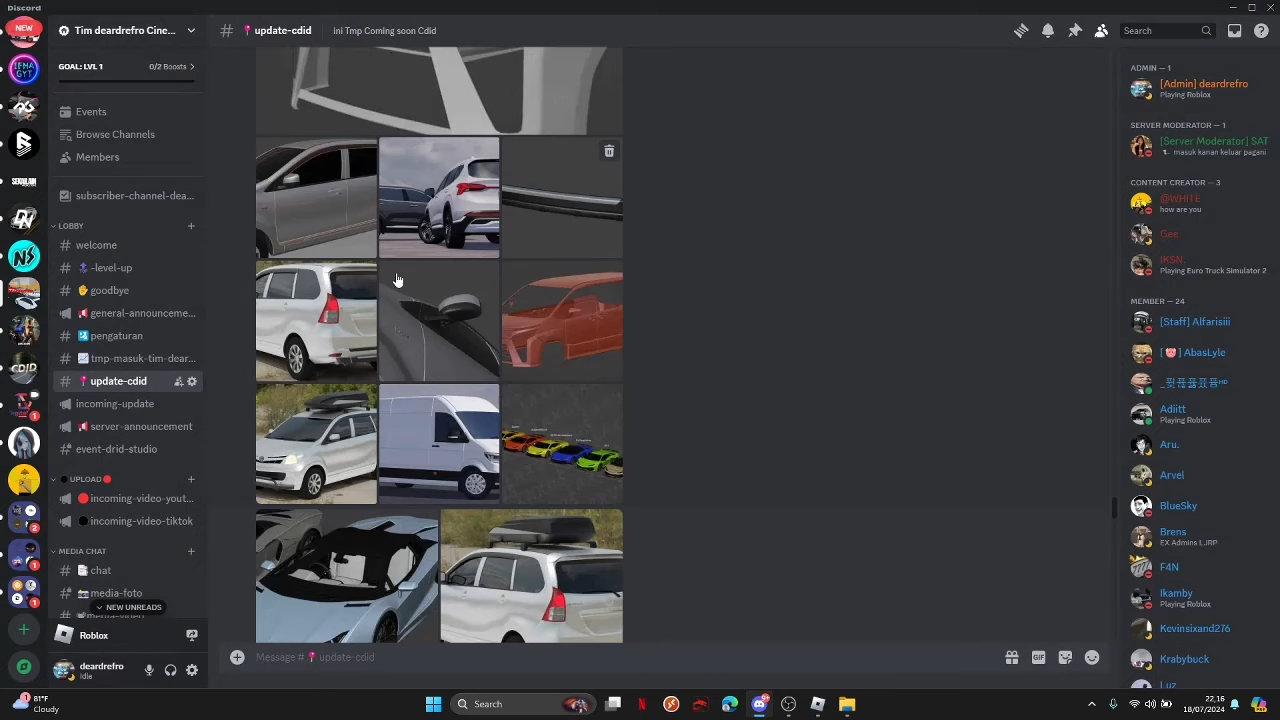 Discord
NEW
Tim deardrefro Cine...
update-cdid
Ini Tmp Coming soon Cdid
Search
GOAL: LVL 1
0/2 Boosts
Events
Browse Channels
Members
subscriber-channel-dea...
LOBBY
welcome
-level-up
goodbye
general-announceme...
pengaturan
tmp-masuk-tim-dear...
update-cdid
incoming-update
server-announcement
event-drid-studio
UPLOAD
incoming-video-yout...
incoming-video-tiktok
MEDIA CHAT
chat
media-foto
NEW UNREADS
Roblox
deardrefro
Idle
Message # update-cdid
GIF
ADMIN — 1
[Admin] deardrefro
Playing Roblox
SERVER MODERATOR — 1
[Server Moderator] SAT
masuk kanan keluar pagani
CONTENT CREATOR — 3
@WHITE
how are you
Gee
IKSN.
Playing Euro Truck Simulator 2
MEMBER — 24
[Staff] Alfarisiii
AbasLyle
Adiitt
Playing Roblox
Aru.
Arvel
BlueSky
Brens
EX Admins LJRP
F4N
Ikamby
Playing Roblox
Kevinsixand276
Krabybuck
Luz
81°F
Cloudy
Search
22,16
18/07/2024